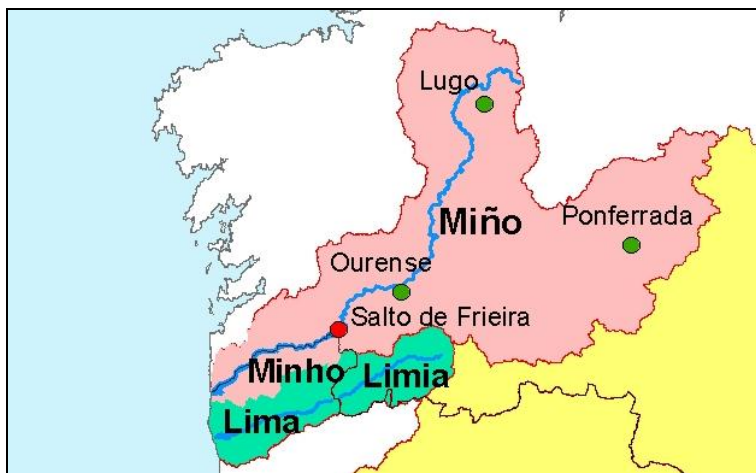 Lugo
Miño
Ponferrada
Ourense
Salto de Frieira
Minho
Limia
Lima